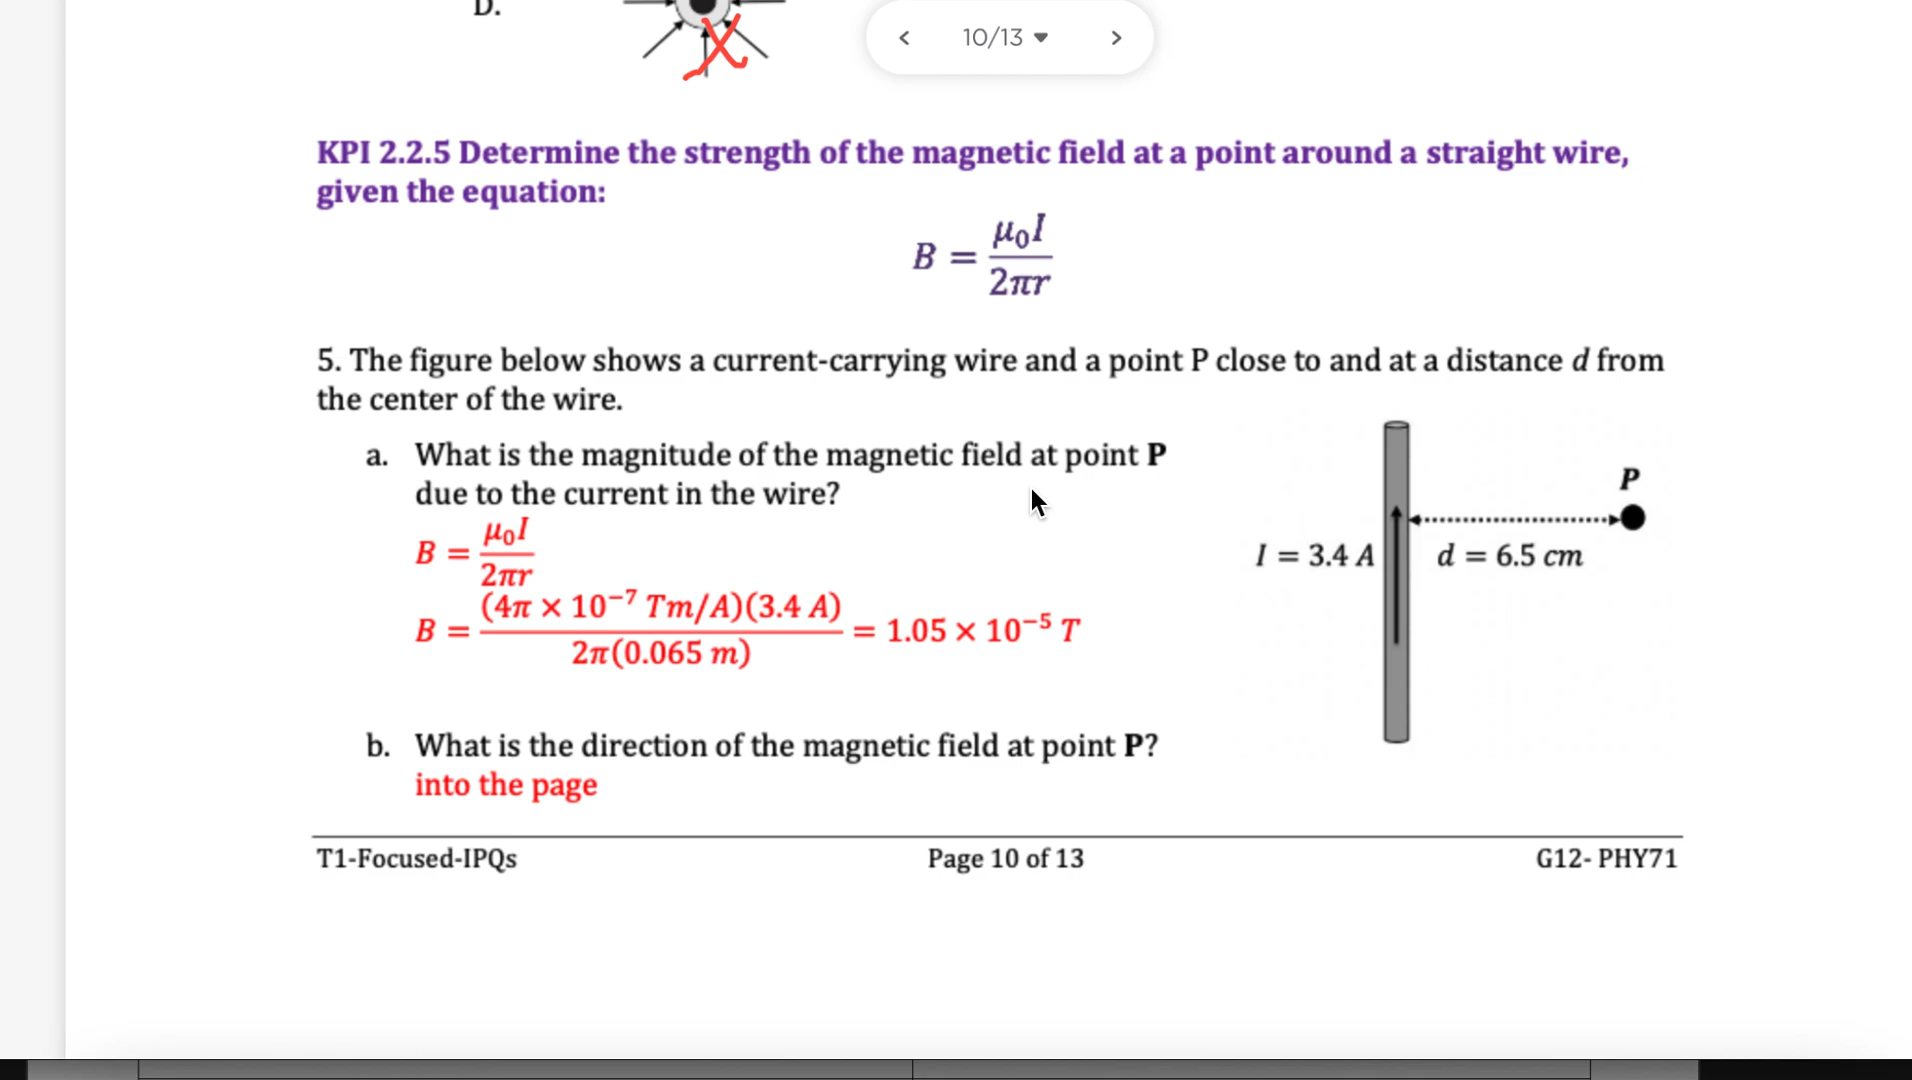 D.
10/13
KPI 2.2.5 Determine the strength of the magnetic field at a point around a straight wire,
given the equation:
B = μ₀I / 2πr
5. The figure below shows a current-carrying wire and a point P close to and at a distance d from
the center of the wire.
a. What is the magnitude of the magnetic field at point P
due to the current in the wire?
B = μ₀I / 2πr
B = (4π × 10⁻⁷ Tm/A)(3.4 A) / 2π(0.065 m) = 1.05 × 10⁻⁵ T
P
I = 3.4 A
d = 6.5 cm
b. What is the direction of the magnetic field at point P?
into the page
T1-Focused-IPQs
Page 10 of 13
G12- PHY71